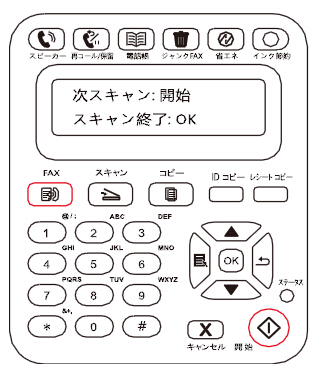 スピーカー 再コール/保留 電話帳 ジャンクFAX 省エネ インク節約
次スキャン: 開始
スキャン終了: OK
FAX スキャン コピー IDコピー レシートコピー
@/: ABC DEF
1 2 3
GHI JKL MNO
4 5 6 OK
PQRS TUV WXYZ ステータス
7 8 9
&+,
* 0 # X
キャンセル 開始